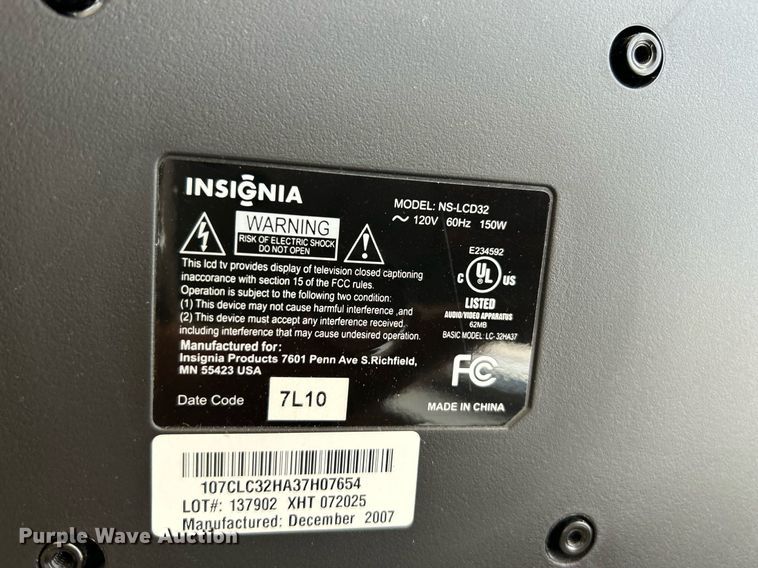 INSIGNIA
MODEL: NS-LCD32
~ 120V 60Hz 150W
WARNING
RISK OF ELECTRIC SHOCK
DO NOT OPEN
E234592
C UL US
LISTED
AUDIO/VIDEO APPARATUS
62MB
BASIC MODEL: LC-32HA37
This lcd tv provides display of television closed captioning
inaccordance with section 15 of the FCC rules.
Operation is subject to the following two condition:
(1) This device may not cause harmful interference ,and
(2) This device must accept any interference received,
including interference that may cause undesired operation.
Manufactured for:
Insignia Products 7601 Penn Ave S.Richfield,
MN 55423 USA
FC
Date Code 7L10
MADE IN CHINA
107CLC32HA37H07654
LOT#: 137902 XHT 072025
Manufactured: December 2007
Purple Wave Auction